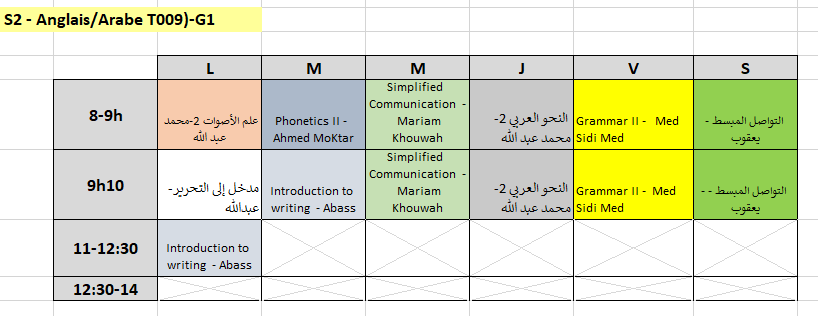 S2 - Anglais/Arabe T009)-G1
L M M J V S
8-9h
علم الأصوات 2-محمد
عبد الله
Phonetics II -
Ahmed MoKtar
Simplified
Communication -
Mariam
Khouwah
النحو العربي 2-
محمد عبد الله
Grammar II - Med
Sidi Med
التواصل المبسط -
يعقوب
9h10
مدخل إلى التحرير-
عبدالله
Introduction to
writing - Abass
Simplified
Communication -
Mariam
Khouwah
النحو العربي 2-
محمد عبد الله
Grammar II - Med
Sidi Med
التواصل المبسط - -
يعقوب
11-12:30
Introduction to
writing - Abass
12:30-14